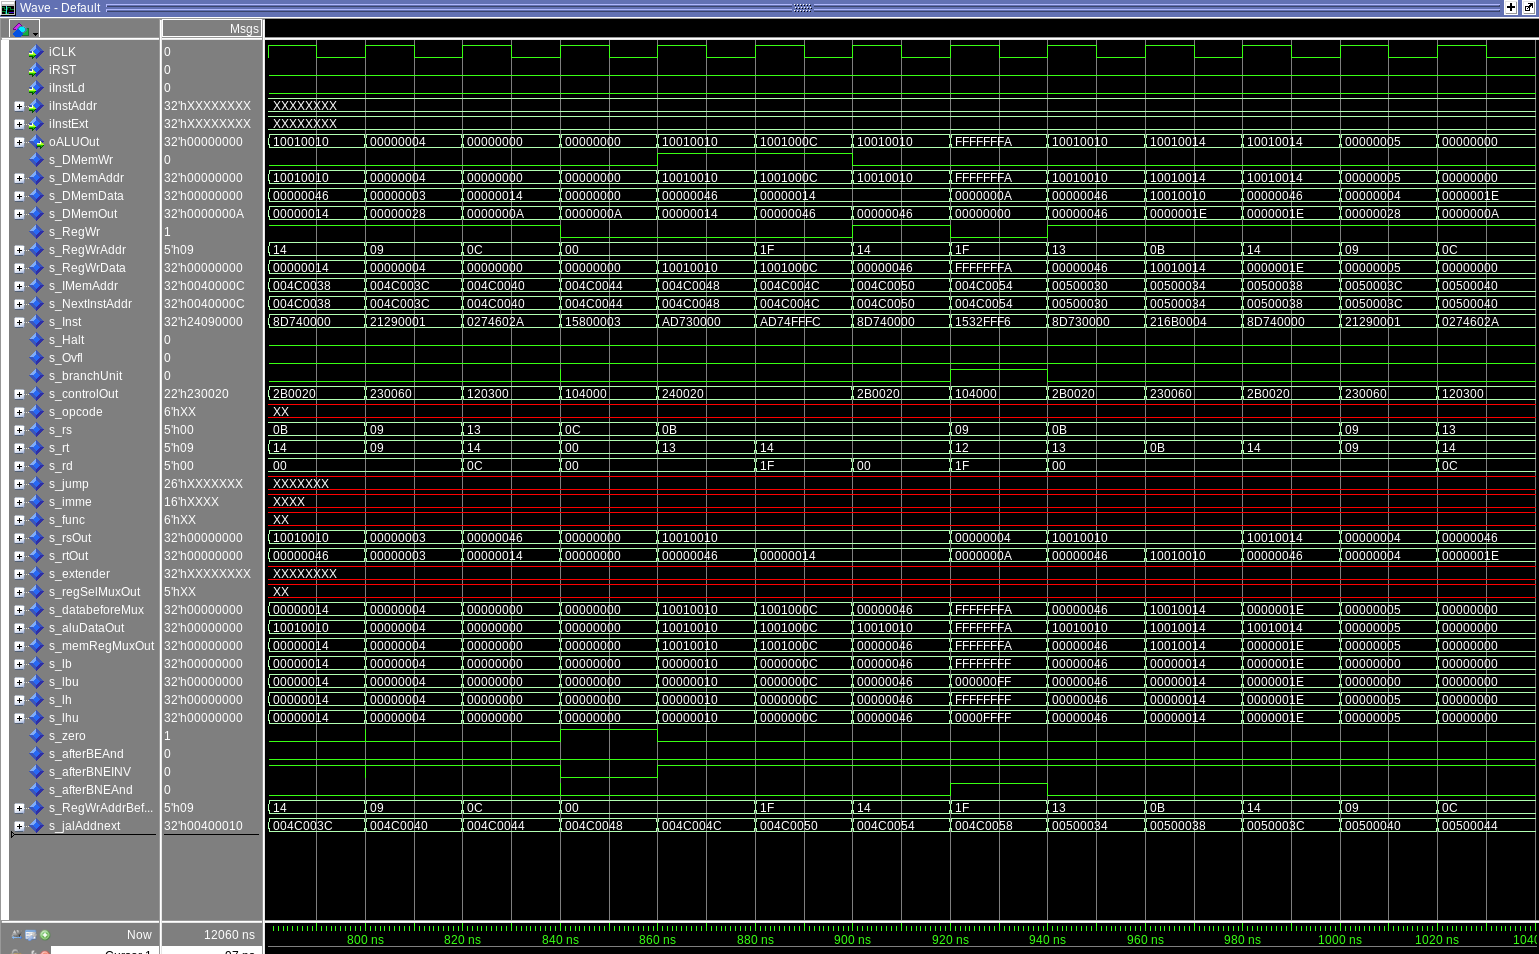 Wave - Default
Msgs
iCLK 0
iRST 0
iInstLd 0
iInstAddr 32'hXXXXXXXX XXXXXXXX
iInstExt 32'hXXXXXXXX XXXXXXXX
oALUOut 32'h00000000 10010010 00000004 00000000 00000000 10010010 1001000C 10010010 FFFFFFFA 10010010 10010014 10010014 00000005 00000000
s_DMemWr 0
s_DMemAddr 32'h00000000 10010010 00000004 00000000 00000000 10010010 1001000C 10010010 FFFFFFFA 10010010 10010014 10010014 00000005 00000000
s_DMemData 32'h00000000 00000046 00000003 00000014 00000000 00000046 00000014 0000000A 00000046 10010010 00000046 00000004 0000001E
s_DMemOut 32'h0000000A 00000014 00000028 0000000A 0000000A 00000014 00000046 00000046 00000000 00000046 0000001E 0000001E 00000028 0000000A
s_RegWr 1
s_RegWrAddr 5'h09 14 09 0C 00 1F 14 1F 13 0B 14 09 0C
s_RegWrData 32'h00000000 00000014 00000004 00000000 00000000 10010010 1001000C 00000046 FFFFFFFA 00000046 10010014 0000001E 00000005 00000000
s_IMemAddr 32'h0040000C 004C0038 004C003C 004C0040 004C0044 004C0048 004C004C 004C0050 004C0054 00500030 00500034 00500038 0050003C 00500040
s_NextInstAddr 32'h0040000C 004C0038 004C003C 004C0040 004C0044 004C0048 004C004C 004C0050 004C0054 00500030 00500034 00500038 0050003C 00500040
s_Inst 32'h24090000 8D740000 21290001 0274602A 15800003 AD730000 AD74FFFC 8D740000 1532FFF6 8D730000 216B0004 8D740000 21290001 0274602A
s_Halt 0
s_Ovfl 0
s_branchUnit 0
s_controlOut 22'h230020 2B0020 230060 120300 104000 240020 2B0020 104000 2B0020 230060 2B0020 230060 120300
s_opcode 6'hXX XX
s_rs 5'h00 0B 09 13 0C 0B 09 0B 09 13
s_rt 5'h09 14 09 14 00 13 14 12 13 0B 14 09 14
s_rd 5'h00 00 0C 00 1F 00 1F 00 0C
s_jump 26'hXXXXXXX XXXXXXX
s_imme 16'hXXXX XXXX
s_func 6'hXX XX
s_rsOut 32'h00000000 10010010 00000003 00000046 00000000 10010010 00000004 10010010 10010014 00000004 00000046
s_rtOut 32'h00000000 00000046 00000003 00000014 00000000 00000046 00000014 0000000A 00000046 10010010 00000046 00000004 0000001E
s_extender 32'hXXXXXXXX XXXXXXXX
s_regSelMuxOut 5'hXX XX
s_databeforeMux 32'h00000000 00000014 00000004 00000000 00000000 10010010 1001000C 00000046 FFFFFFFA 00000046 10010014 0000001E 00000005 00000000
s_aluDataOut 32'h00000000 10010010 00000004 00000000 00000000 10010010 1001000C 10010010 FFFFFFFA 10010010 10010014 10010014 00000005 00000000
s_memRegMuxOut 32'h00000000 00000014 00000004 00000000 00000000 10010010 1001000C 00000046 FFFFFFFA 00000046 10010014 0000001E 00000005 00000000
s_lb 32'h00000000 00000014 00000004 00000000 00000000 00000010 0000000C 00000046 FFFFFFFF 00000046 00000014 0000001E 00000000 00000000
s_lbu 32'h00000000 00000014 00000004 00000000 00000000 00000010 0000000C 00000046 000000FF 00000046 00000014 0000001E 00000000 00000000
s_lh 32'h00000000 00000014 00000004 00000000 00000000 00000010 0000000C 00000046 FFFFFFFF 00000046 00000014 0000001E 00000005 00000000
s_lhu 32'h00000000 00000014 00000004 00000000 00000000 00000010 0000000C 00000046 0000FFFF 00000046 00000014 0000001E 00000005 00000000
s_zero 1
s_afterBEAnd 0
s_afterBNEINV 0
s_afterBNEAnd 0
s_RegWrAddrBef... 5'h09 14 09 0C 00 1F 14 1F 13 0B 14 09 0C
s_jalAddnext 32'h00400010 004C003C 004C0040 004C0044 004C0048 004C004C 004C0050 004C0054 004C0058 00500034 00500038 0050003C 00500040 00500044
Now 12060 ns 800 ns 820 ns 840 ns 860 ns 880 ns 900 ns 920 ns 940 ns 960 ns 980 ns 1000 ns 1020 ns